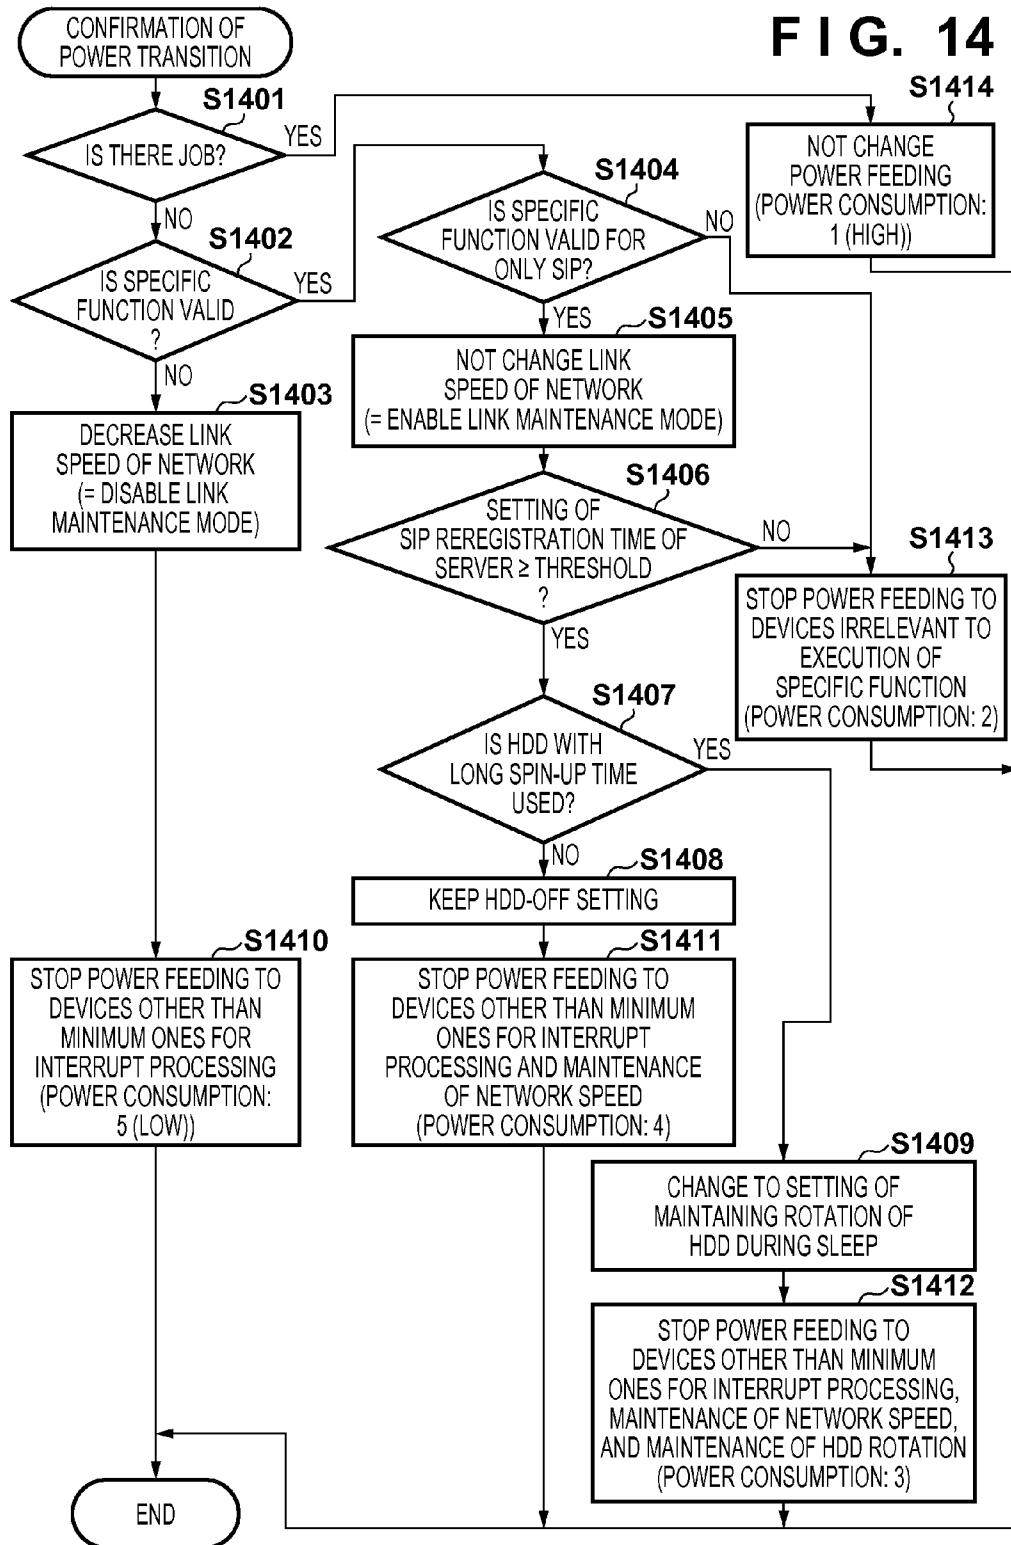 F I G. 14
CONFIRMATION OF
POWER TRANSITION
S1401
IS THERE JOB?
YES
NO
S1414
NOT CHANGE
POWER FEEDING
(POWER CONSUMPTION:
1 (HIGH))
S1402
IS SPECIFIC
FUNCTION VALID
?
YES
NO
S1404
IS SPECIFIC
FUNCTION VALID FOR
ONLY SIP?
NO
YES
S1403
DECREASE LINK
SPEED OF NETWORK
(= DISABLE LINK
MAINTENANCE MODE)
S1405
NOT CHANGE LINK
SPEED OF NETWORK
(= ENABLE LINK MAINTENANCE MODE)
S1406
SETTING OF
SIP REREGISTRATION TIME OF
SERVER ≥ THRESHOLD
?
NO
YES
S1413
STOP POWER FEEDING TO
DEVICES IRRELEVANT TO
EXECUTION OF
SPECIFIC FUNCTION
(POWER CONSUMPTION: 2)
S1407
IS HDD WITH
LONG SPIN-UP TIME
USED?
YES
NO
S1408
KEEP HDD-OFF SETTING
S1410
STOP POWER FEEDING TO
DEVICES OTHER THAN
MINIMUM ONES FOR
INTERRUPT PROCESSING
(POWER CONSUMPTION:
5 (LOW))
S1411
STOP POWER FEEDING TO
DEVICES OTHER THAN MINIMUM
ONES FOR INTERRUPT
PROCESSING AND MAINTENANCE
OF NETWORK SPEED
(POWER CONSUMPTION: 4)
S1409
CHANGE TO SETTING OF
MAINTAINING ROTATION OF
HDD DURING SLEEP
S1412
STOP POWER FEEDING TO
DEVICES OTHER THAN MINIMUM
ONES FOR INTERRUPT PROCESSING,
MAINTENANCE OF NETWORK SPEED,
AND MAINTENANCE OF HDD ROTATION
(POWER CONSUMPTION: 3)
END